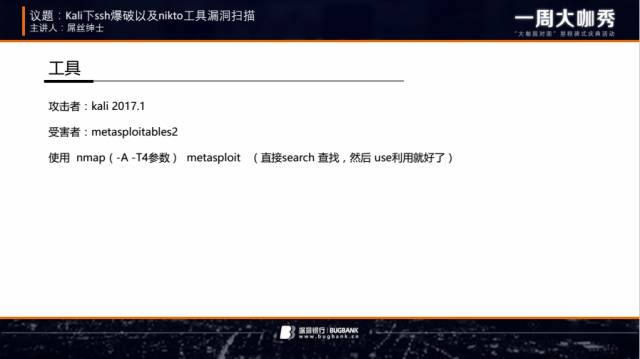 议题：Kali下ssh爆破以及nikto工具漏洞扫描
主讲人：屌丝绅士
一周大咖秀
"大咖面对面"里程碑式庆典活动
工具
攻击者：kali 2017.1
受害者：metasploitables2
使用 nmap（-A -T4参数） metasploit （直接search 查找，然后 use利用就好了）
漏洞银行 | BUGBANK
www.bugbank.cn